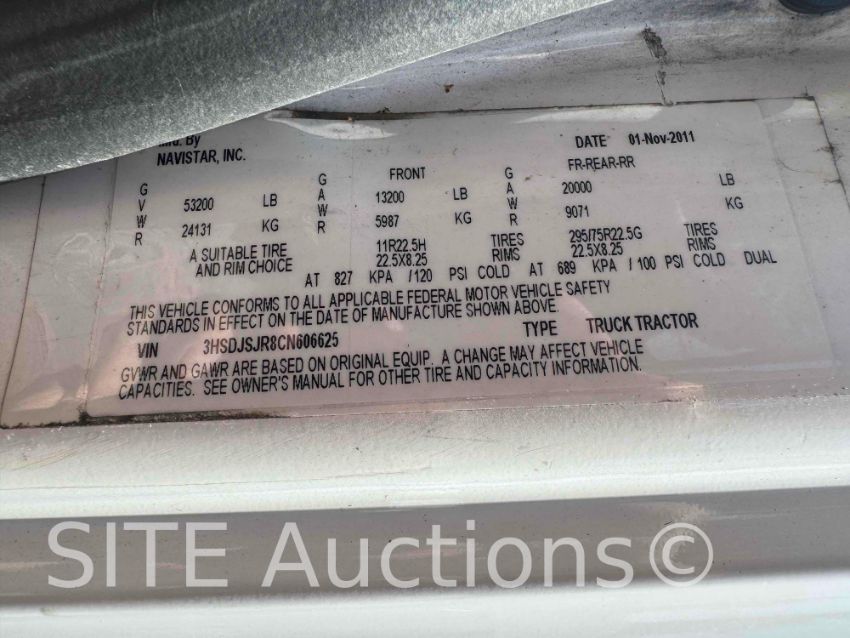 Mfd. By
NAVISTAR, INC.
DATE 01-Nov-2011
FRONT
FR-REAR-RR
GVWR 53200 LB
24131 KG
GAWR 13200 LB
5987 KG
GAWR 20000 LB
9071 KG
A SUITABLE TIRE 11R22.5H TIRES 295/75R22.5G TIRES
AND RIM CHOICE 22.5X8.25 RIMS 22.5X8.25 RIMS
AT 827 KPA /120 PSI COLD AT 689 KPA /100 PSI COLD DUAL
THIS VEHICLE CONFORMS TO ALL APPLICABLE FEDERAL MOTOR VEHICLE SAFETY
STANDARDS IN EFFECT ON THE DATE OF MANUFACTURE SHOWN ABOVE.
VIN 3HSDJSJR8CN606625 TYPE TRUCK TRACTOR
GVWR AND GAWR ARE BASED ON ORIGINAL EQUIP. A CHANGE MAY AFFECT VEHICLE
CAPACITIES. SEE OWNER'S MANUAL FOR OTHER TIRE AND CAPACITY INFORMATION.
SITE Auctions©